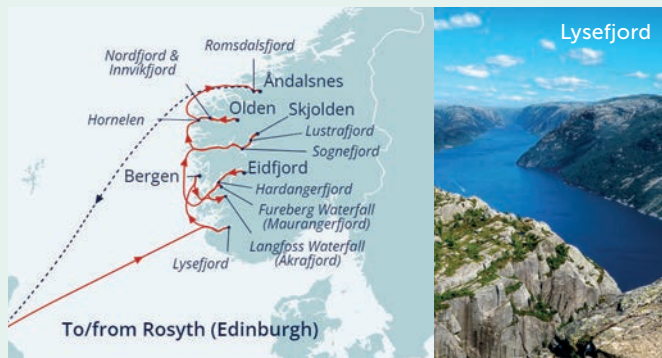 Lysefjord
Romsdalsfjord
Nordfjord &
Innvikfjord
Åndalsnes
Olden
Skjolden
Hornelen
Lustrafjord
Sognefjord
Bergen
Eidfjord
Hardangerfjord
Fureberg Waterfall
(Maurangerfjord)
Langfoss Waterfall
(Akrafjord)
Lysefjord
To/from Rosyth (Edinburgh)